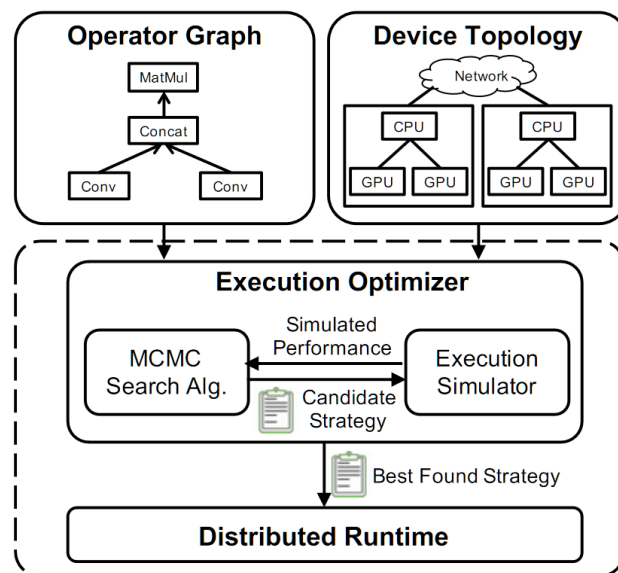 Operator Graph
MatMul
Concat
Conv
Conv
Device Topology
Network
CPU
CPU
GPU
GPU
GPU
GPU
Execution Optimizer
MCMC
Search Alg.
Simulated
Performance
Candidate
Strategy
Execution
Simulator
Best Found Strategy
Distributed Runtime